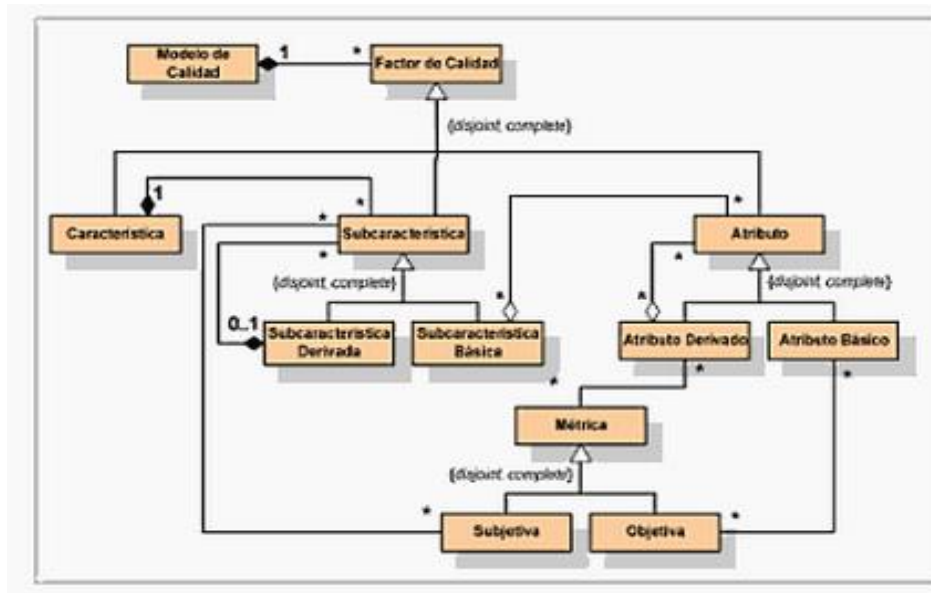 Modelo de
Calidad
1
*
Factor de Calidad
{disjoint, complete}
1
*
*
*
Característica
*
Subcaracterística
Atributo
*
*
{disjoint, complete}
{disjoint, complete}
0..1
*
*
Subcaracterística
Derivada
Subcaracterística
Básica
Atributo Derivado
Atributo Básico
*
*
*
Métrica
{disjoint, complete}
*
*
Subjetiva
Objetiva